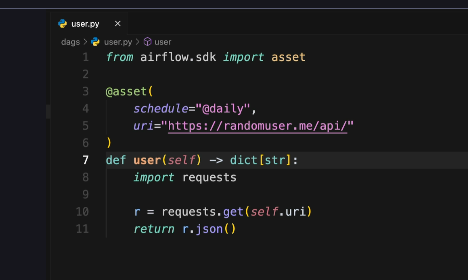 user.py ×
dags > user.py > user
1 from airflow.sdk import asset
2
3 @asset(
4     schedule="@daily",
5     uri="https://randomuser.me/api/"
6 )
7 def user(self) -> dict[str]:
8     import requests
9
10     r = requests.get(self.uri)
11     return r.json()